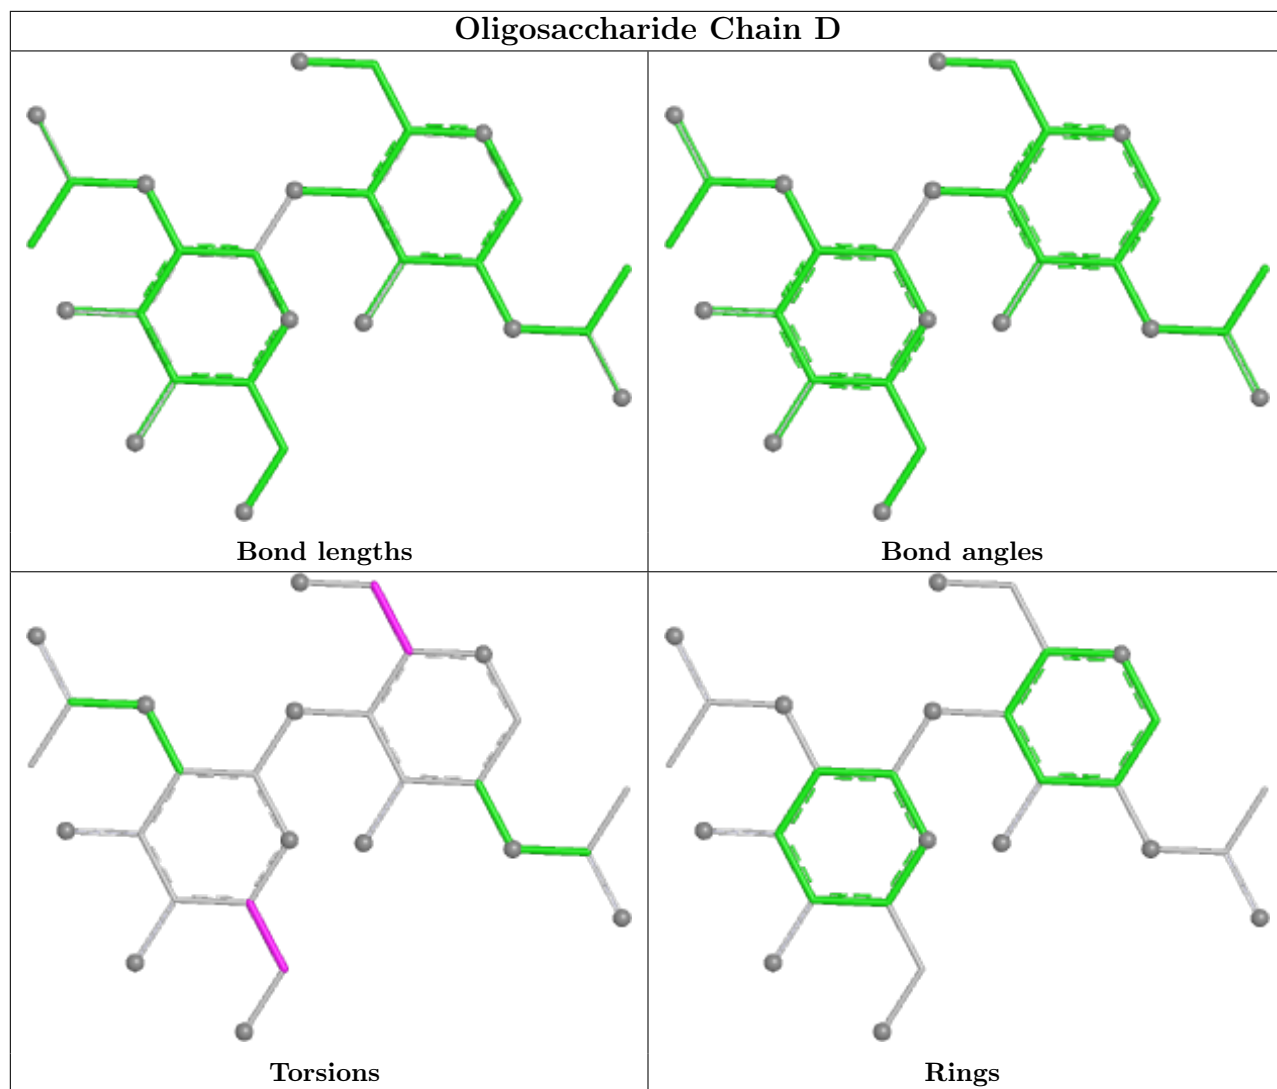 Oligosaccharide Chain D
Bond lengths
Bond angles
Torsions
Rings